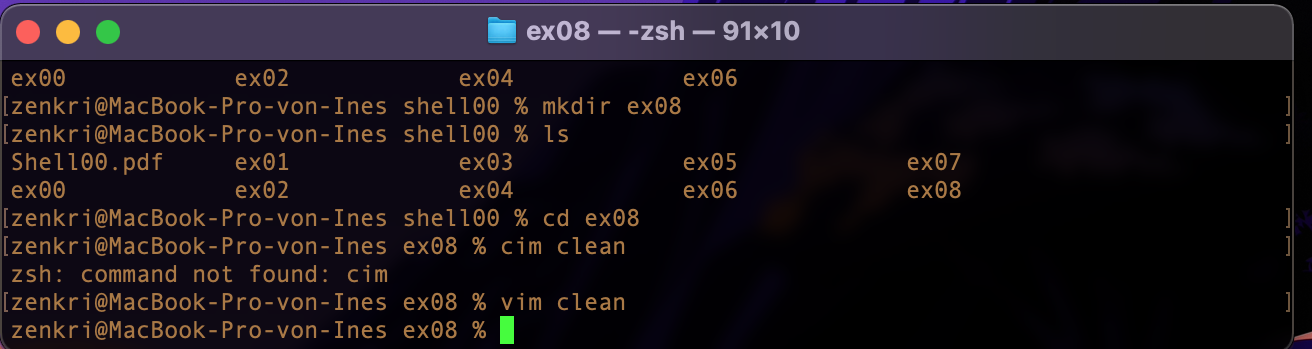 ex08 — -zsh — 91×10
ex00 ex02 ex04 ex06
[zenkri@MacBook-Pro-von-Ines shell00 % mkdir ex08 ]
[zenkri@MacBook-Pro-von-Ines shell00 % ls ]
Shell00.pdf ex01 ex03 ex05 ex07
ex00 ex02 ex04 ex06 ex08
[zenkri@MacBook-Pro-von-Ines shell00 % cd ex08 ]
[zenkri@MacBook-Pro-von-Ines ex08 % cim clean ]
zsh: command not found: cim
[zenkri@MacBook-Pro-von-Ines ex08 % vim clean ]
zenkri@MacBook-Pro-von-Ines ex08 %